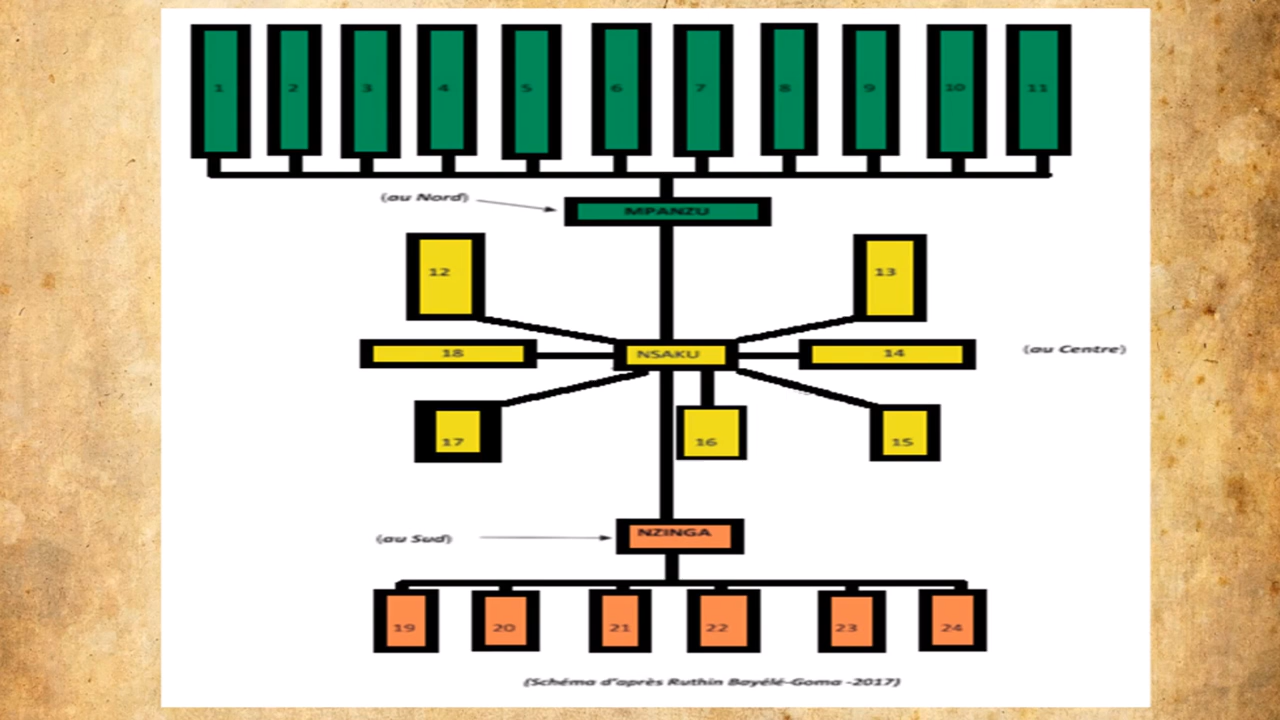 1 2 3 4 5 6 7 8 9 10 11
(au Nord)
MPANZU
12 13
18 NSAKU 14 (au Centre)
17 16 15
NZINGA
(au Sud)
19 20 21 22 23 24
(Schéma d'après Ruthin Bayélé-Goma -2017)